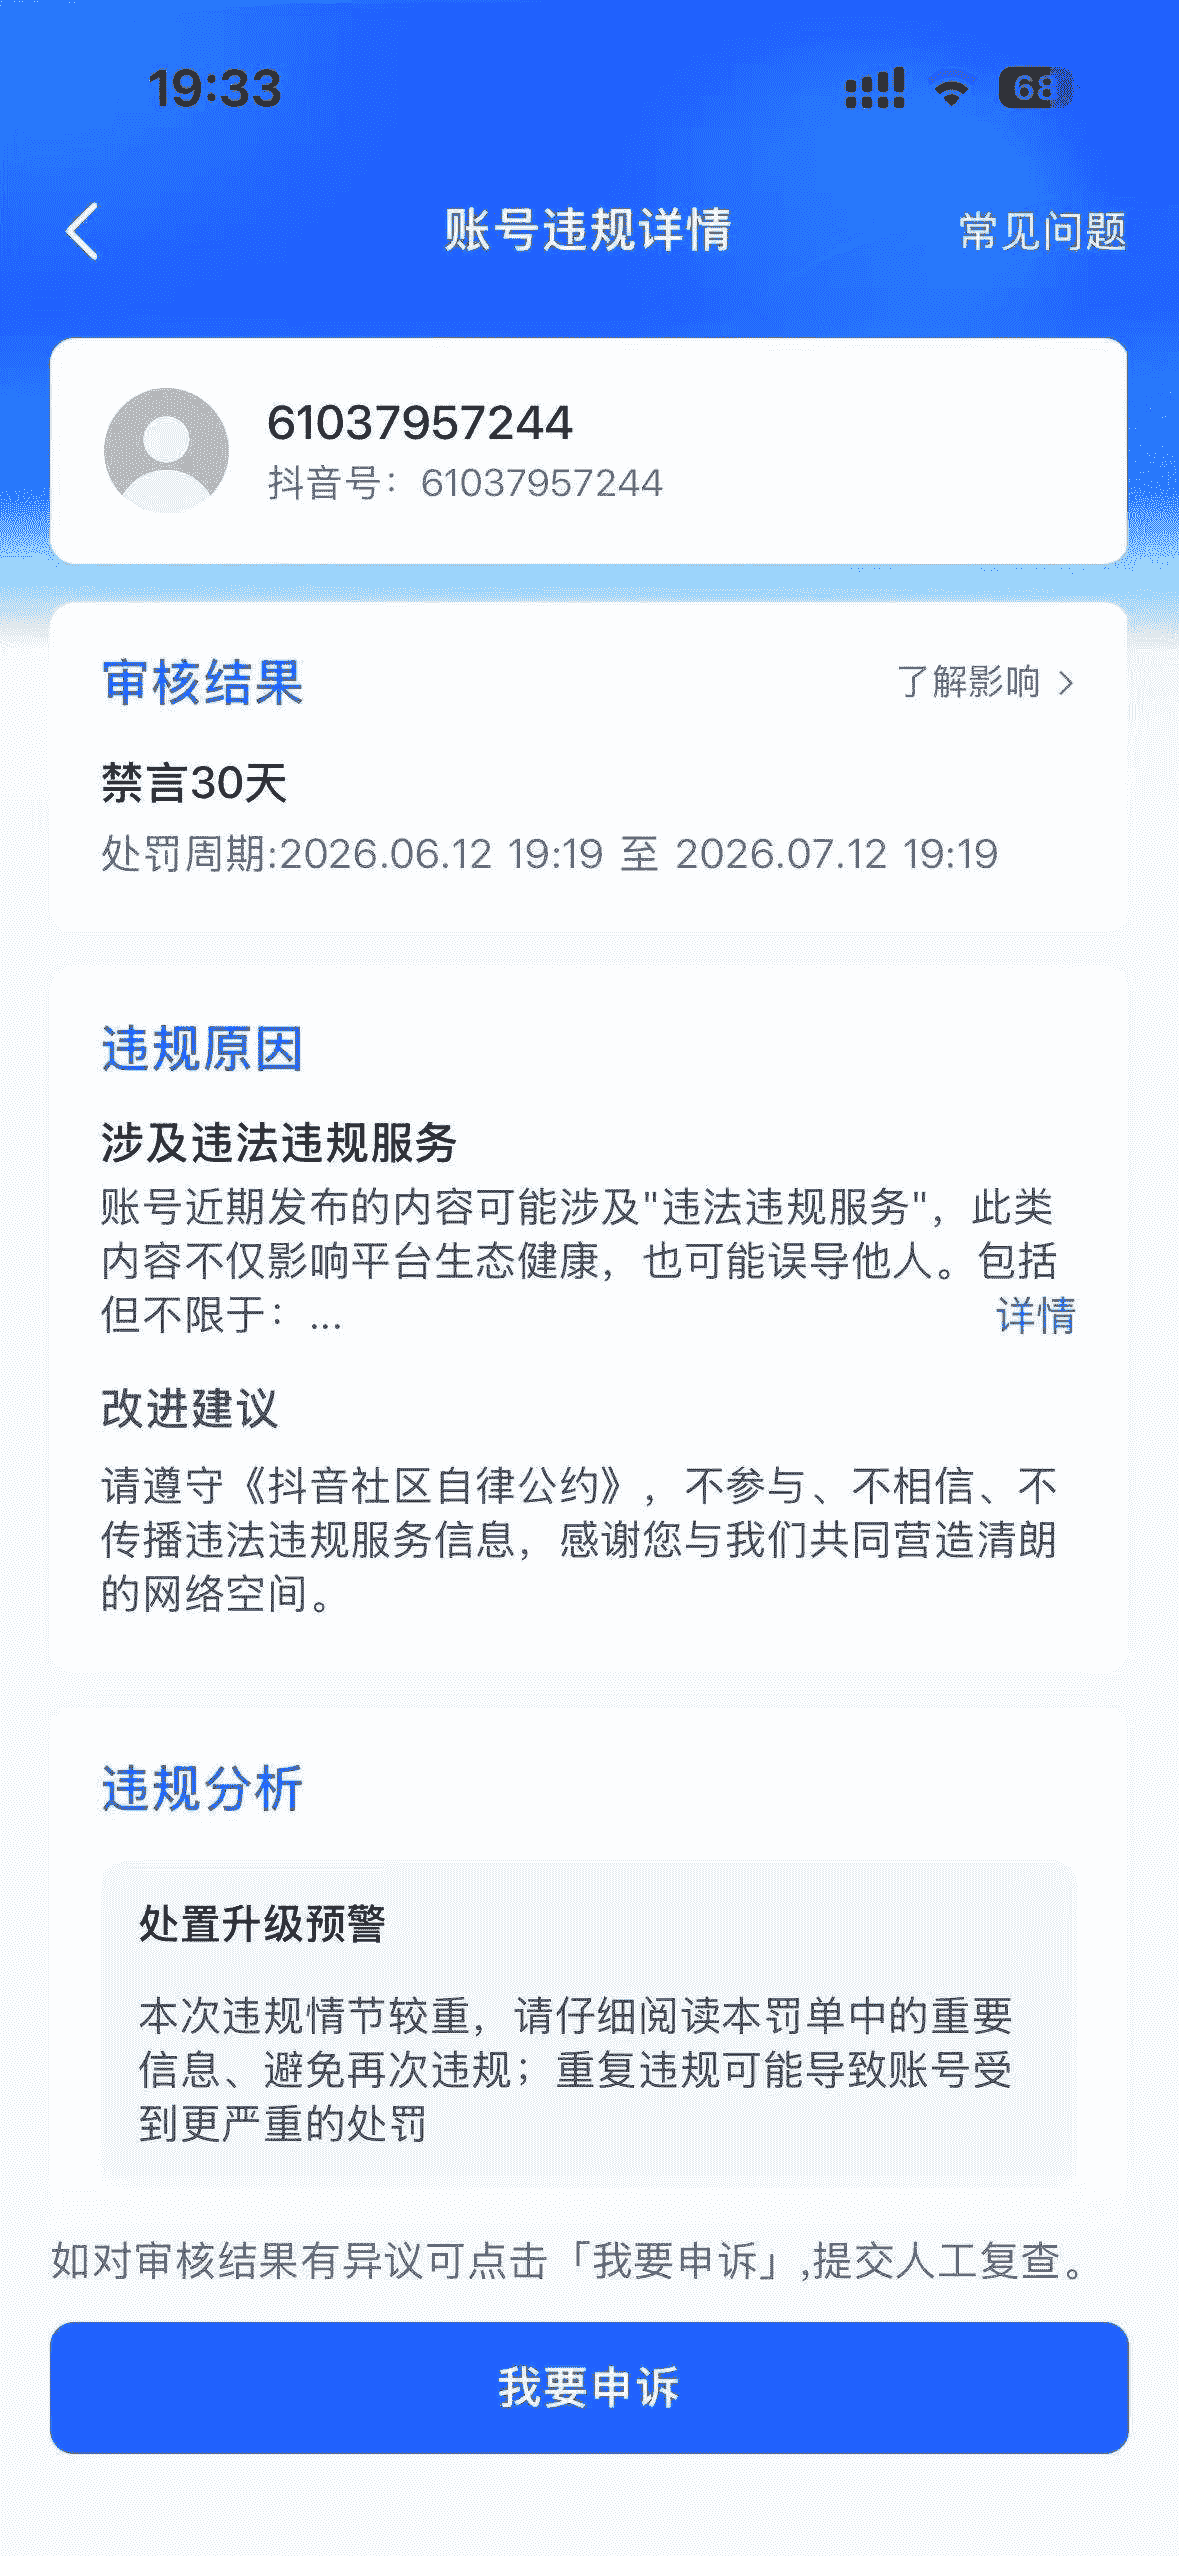 19:33
68
账号违规详情
常见问题
61037957244
抖音号：61037957244
审核结果
了解影响
禁言30天
处罚周期:2026.06.12 19:19 至 2026.07.12 19:19
违规原因
涉及违法违规服务
账号近期发布的内容可能涉及"违法违规服务"，此类
内容不仅影响平台生态健康，也可能误导他人。包括
但不限于：...
详情
改进建议
请遵守《抖音社区自律公约》，不参与、不相信、不
传播违法违规服务信息，感谢您与我们共同营造清朗
的网络空间。
违规分析
处置升级预警
本次违规情节较重，请仔细阅读本罚单中的重要
信息、避免再次违规；重复违规可能导致账号受
到更严重的处罚
如对审核结果有异议可点击「我要申诉」,提交人工复查。
我要申诉